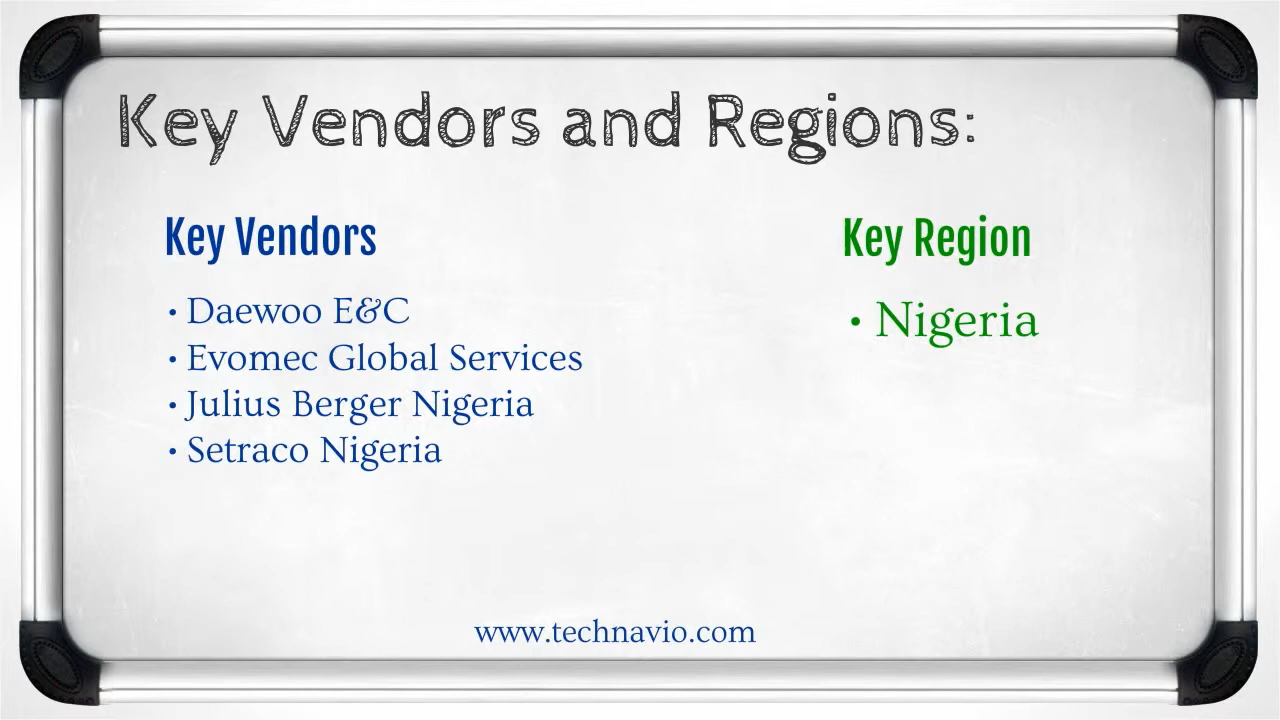 Key Vendors and Regions:
Key Vendors
• Daewoo E&C
• Evomec Global Services
• Julius Berger Nigeria
• Setraco Nigeria
Key Region
• Nigeria
www.technavio.com